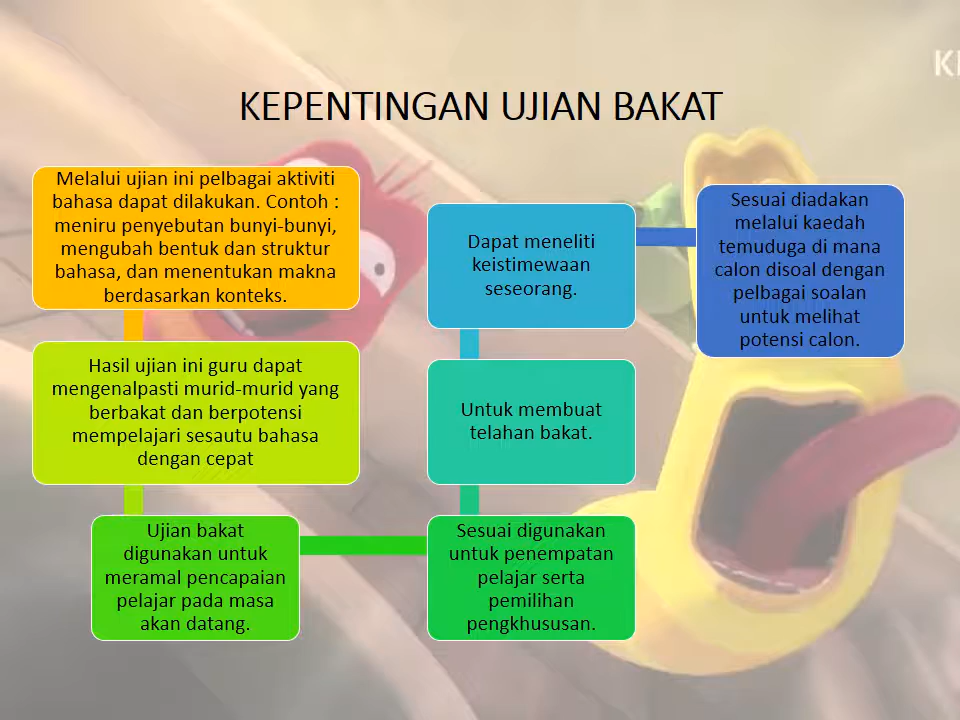 KEPENTINGAN UJIAN BAKAT
Melalui ujian ini pelbagai aktiviti
bahasa dapat dilakukan. Contoh :
meniru penyebutan bunyi-bunyi,
mengubah bentuk dan struktur
bahasa, dan menentukan makna
berdasarkan konteks.
Hasil ujian ini guru dapat
mengenalpasti murid-murid yang
berbakat dan berpotensi
mempelajari sesautu bahasa
dengan cepat
Ujian bakat
digunakan untuk
meramal pencapaian
pelajar pada masa
akan datang.
Sesuai digunakan
untuk penempatan
pelajar serta
pemilihan
pengkhususan.
Untuk membuat
telahan bakat.
Dapat meneliti
keistimewaan
seseorang.
Sesuai diadakan
melalui kaedah
temuduga di mana
calon disoal dengan
pelbagai soalan
untuk melihat
potensi calon.